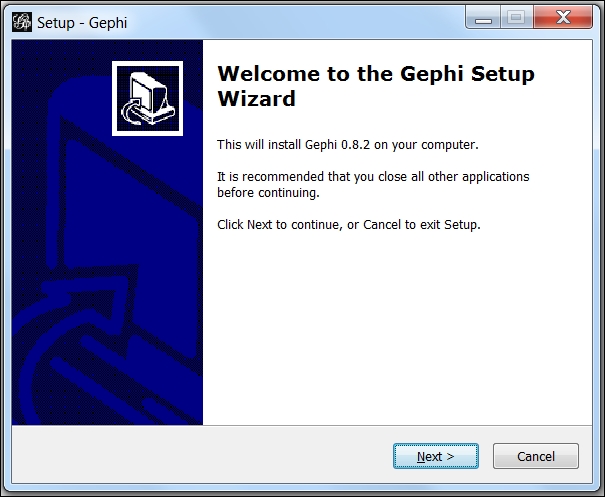 Setup - Gephi
Welcome to the Gephi Setup
Wizard
This will install Gephi 0.8.2 on your computer.
It is recommended that you close all other applications
before continuing.
Click Next to continue, or Cancel to exit Setup.
Next >
Cancel